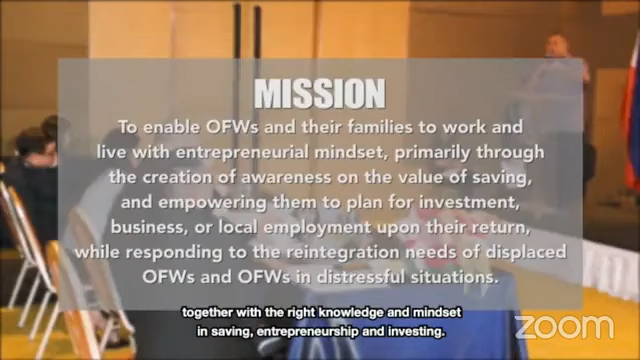 MISSION
To enable OFWs and their families to work and
live with entrepreneurial mindset, primarily through
the creation of awareness on the value of saving,
and empowering them to plan for investment,
business, or local employment upon their return,
while responding to the reintegration needs of displaced
OFWs and OFWs in distressful situations.
together with the right knowledge and mindset
in saving, entrepreneurship and investing.
zoom